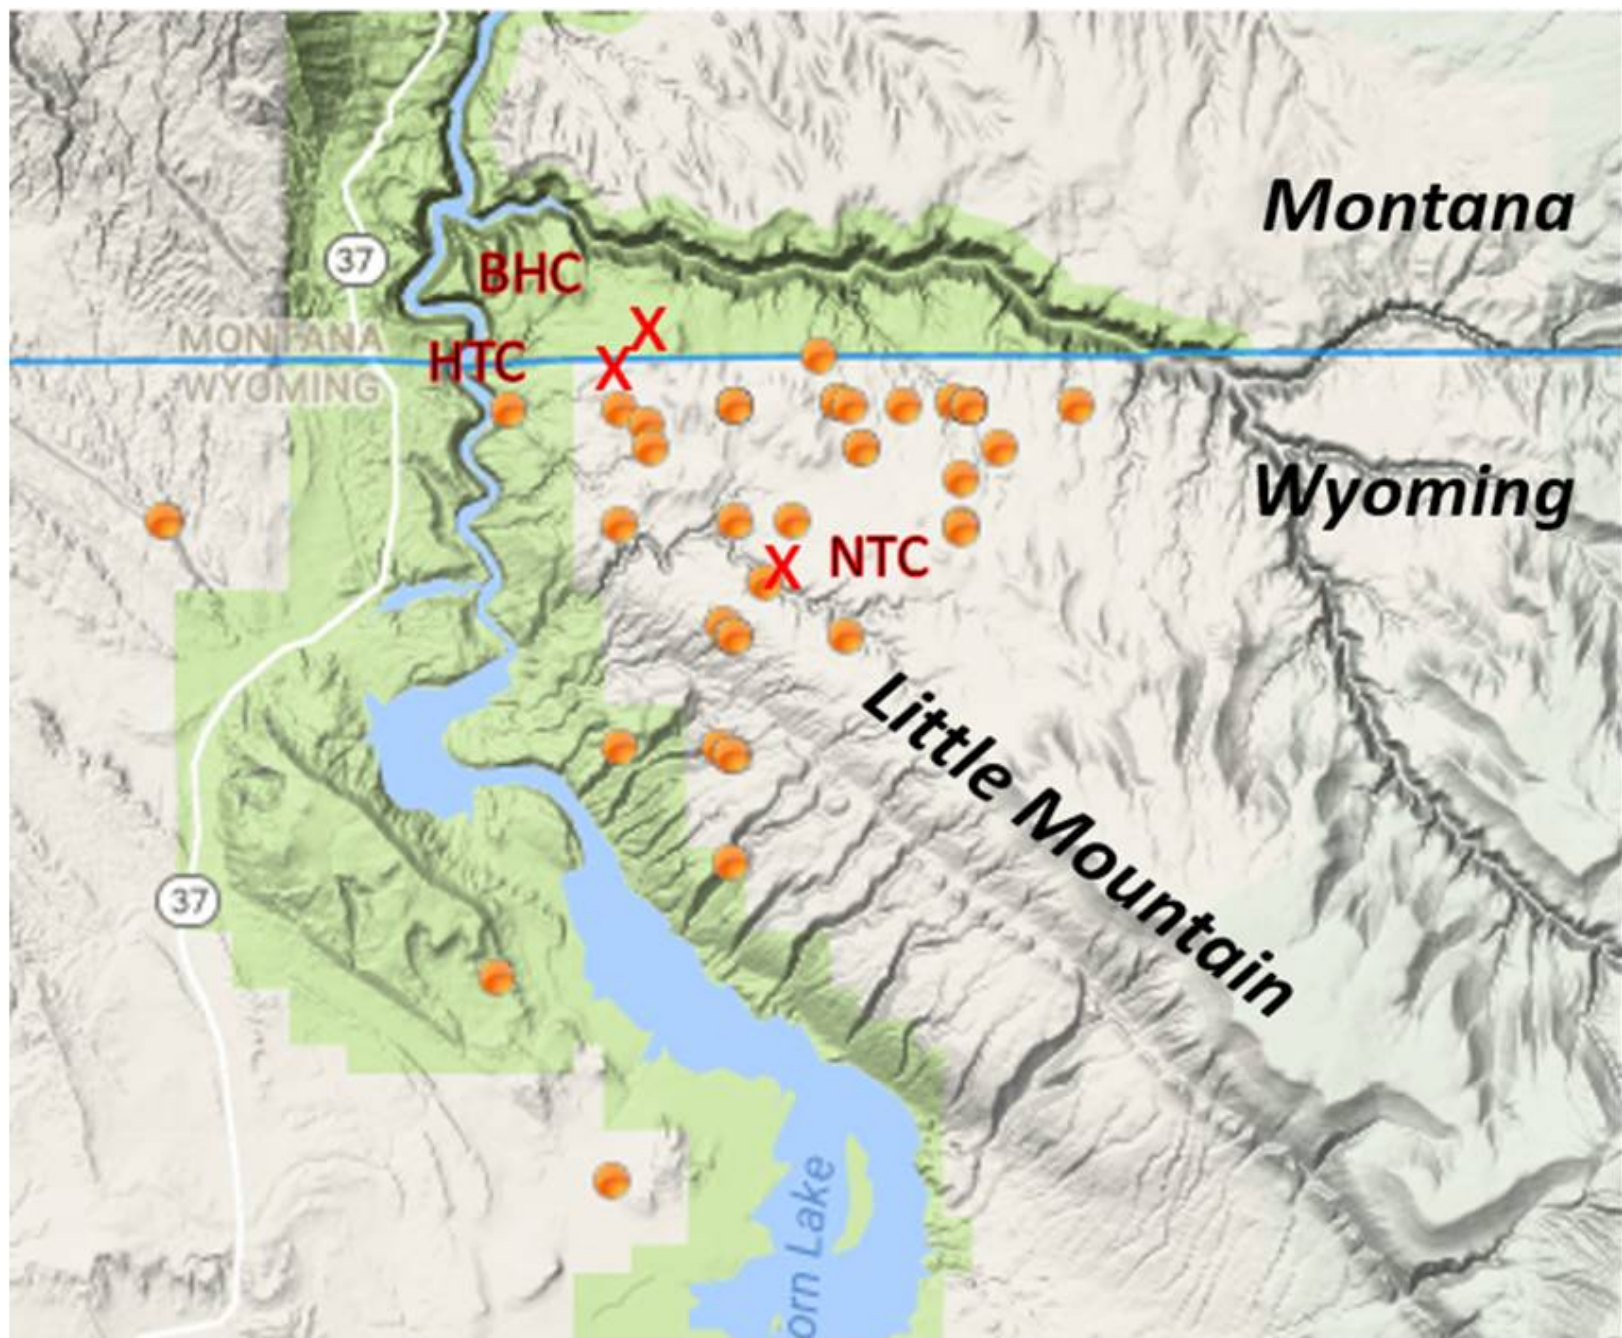 Montana
37
BHC
X
MONTANA
HTC
X
WYOMING
Wyoming
NTC
X
Little Mountain
37
orn Lake